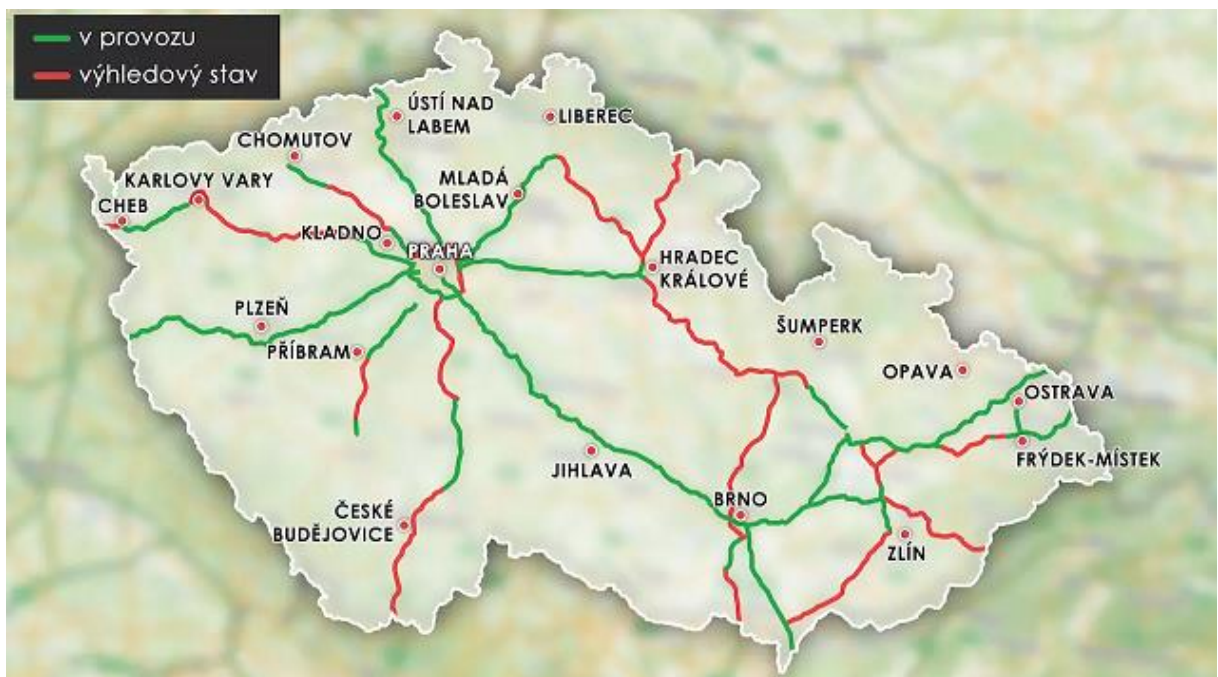 v provozu
výhledový stav
ÚSTÍ NAD
LABEM
LIBEREC
CHOMUTOV
KARLOVY VARY
MLADÁ
BOLESLAV
CHEB
KLADNO
PRAHA
HRADEC
KRÁLOVÉ
PLZEŇ
PŘÍBRAM
ŠUMPERK
OPAVA
OSTRAVA
FRÝDEK-MÍSTEK
JIHLAVA
BRNO
ČESKÉ
BUDĚJOVICE
ZLÍN